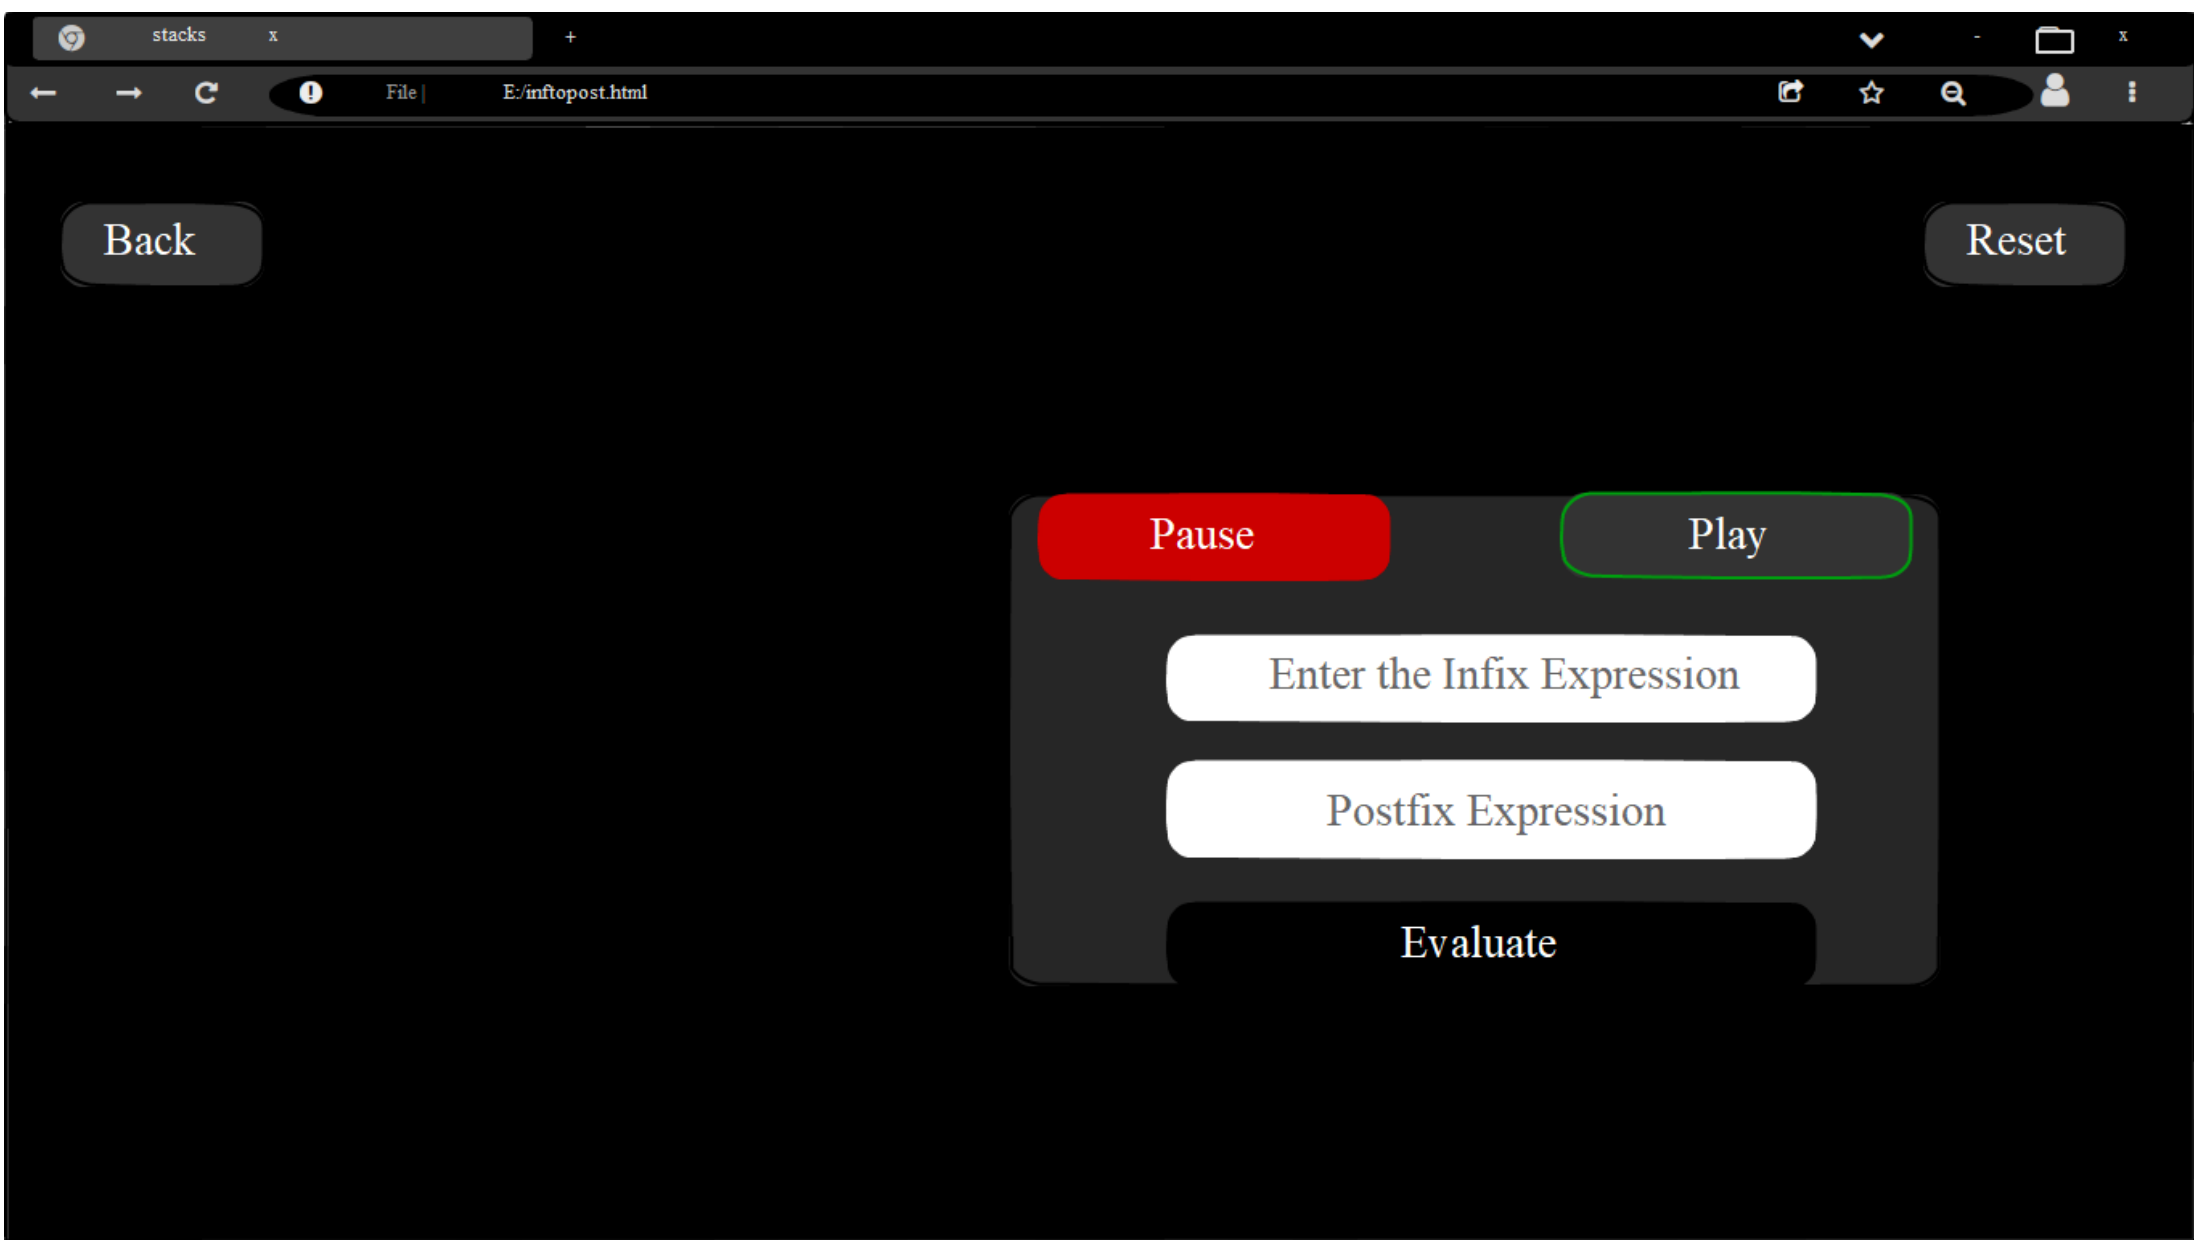 stacks x +
- x
File | E:/inftopost.html
Back
Reset
Pause
Play
Enter the Infix Expression
Postfix Expression
Evaluate